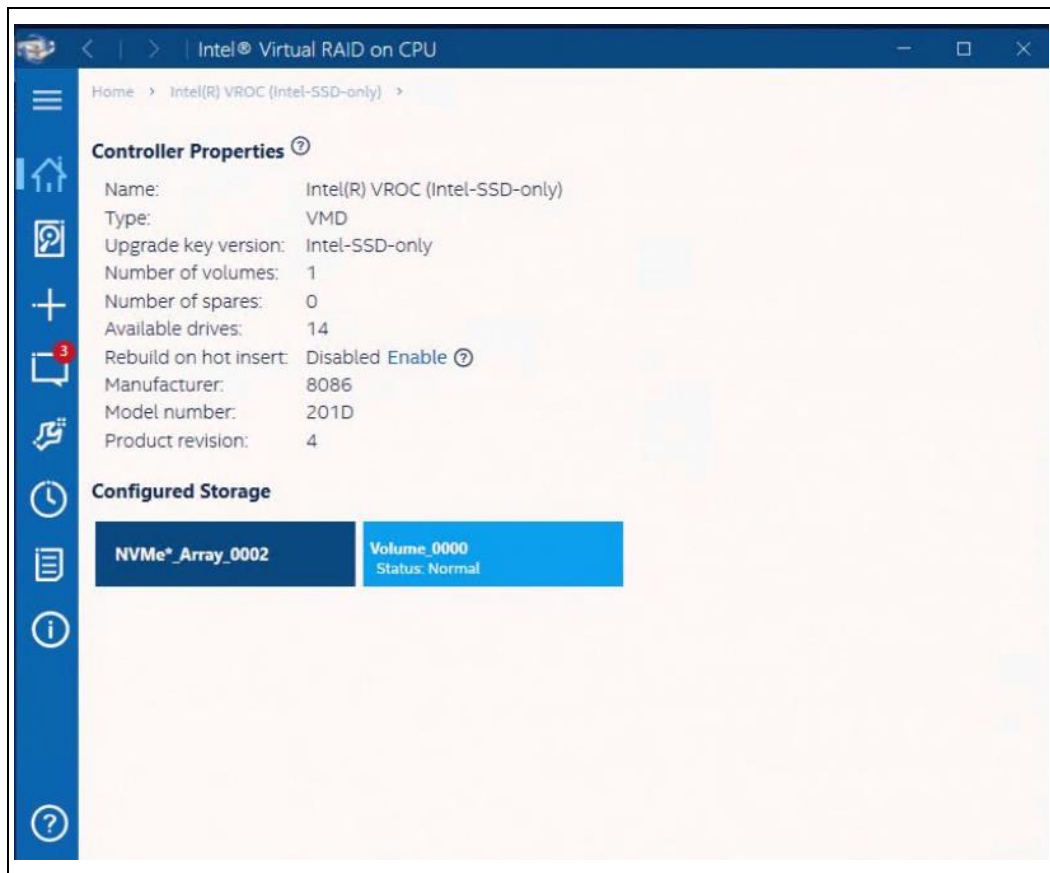 Intel® Virtual RAID on CPU
Home > Intel(R) VROC (Intel-SSD-only) >
Controller Properties ?
Name: Intel(R) VROC (Intel-SSD-only)
Type: VMD
Upgrade key version: Intel-SSD-only
Number of volumes: 1
Number of spares: 0
Available drives: 14
Rebuild on hot insert: Disabled Enable ?
Manufacturer: 8086
Model number: 201D
Product revision: 4
3
Configured Storage
NVMe*_Array_0002
Volume_0000
Status: Normal
?